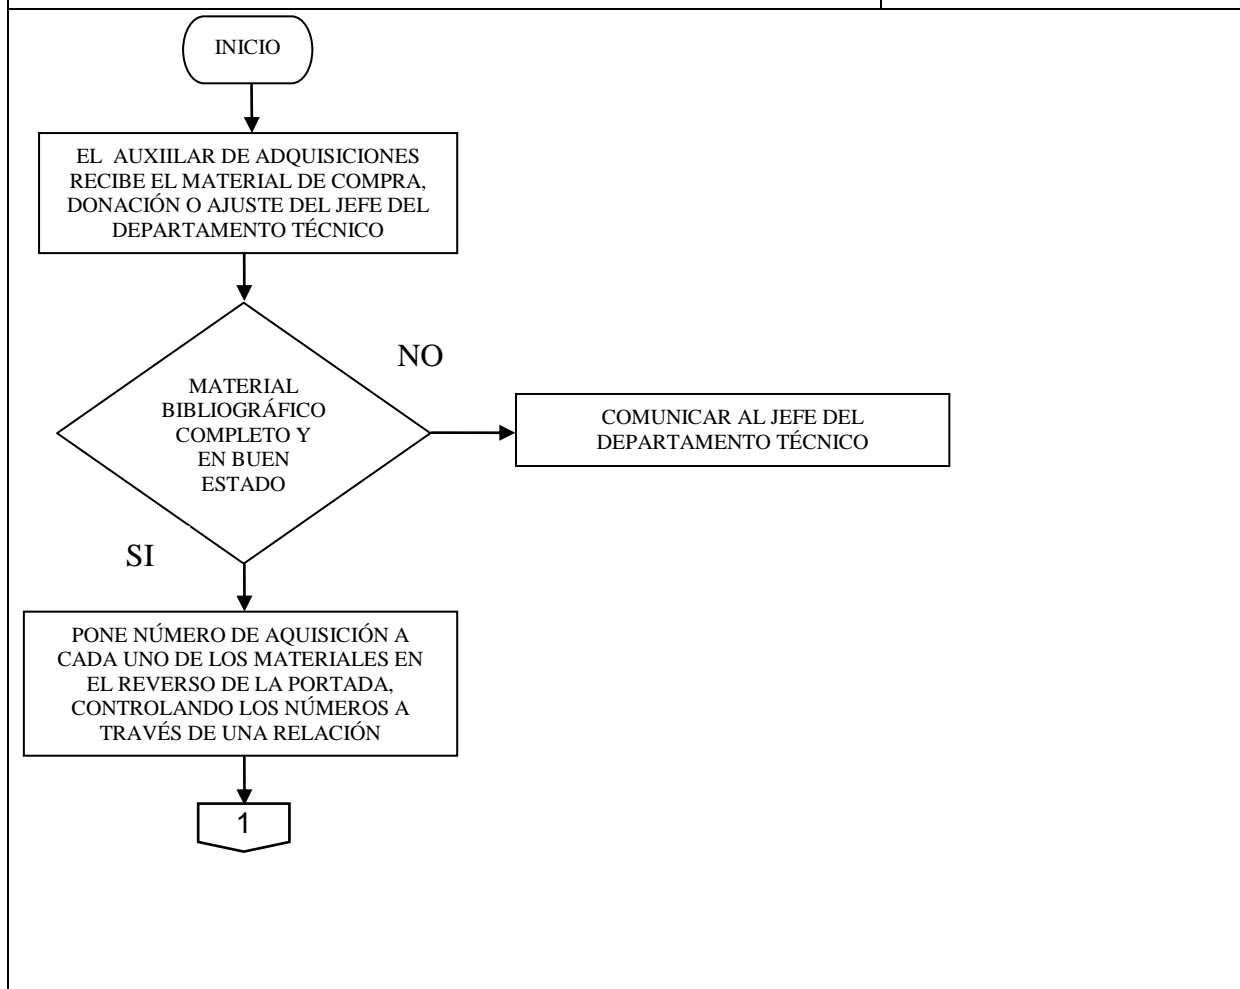 INICIO
EL AUXIILAR DE ADQUISICIONES
RECIBE EL MATERIAL DE COMPRA,
DONACIÓN O AJUSTE DEL JEFE DEL
DEPARTAMENTO TÉCNICO
NO
MATERIAL
BIBLIOGRÁFICO
COMPLETO Y
EN BUEN
ESTADO
COMUNICAR AL JEFE DEL
DEPARTAMENTO TÉCNICO
SI
PONE NÚMERO DE AQUISICIÓN A
CADA UNO DE LOS MATERIALES EN
EL REVERSO DE LA PORTADA,
CONTROLANDO LOS NÚMEROS A
TRAVÉS DE UNA RELACIÓN
1